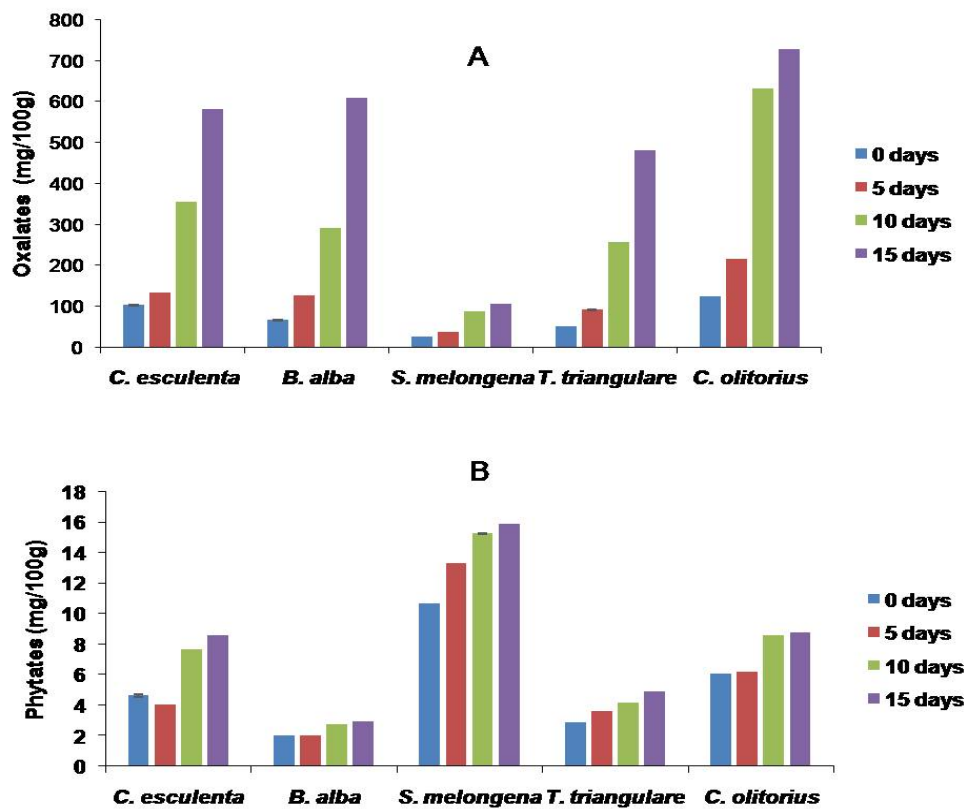 A
Oxalates (mg/100g)
800
700
600
500
400
300
200
100
0
C. esculenta B. alba S. melongena T. triangulare C. olitorius
0 days
5 days
10 days
15 days
B
Phytates (mg/100g)
18
16
14
12
10
8
6
4
2
0
C. esculenta B. alba S. melongena T. triangulare C. olitorius
0 days
5 days
10 days
15 days